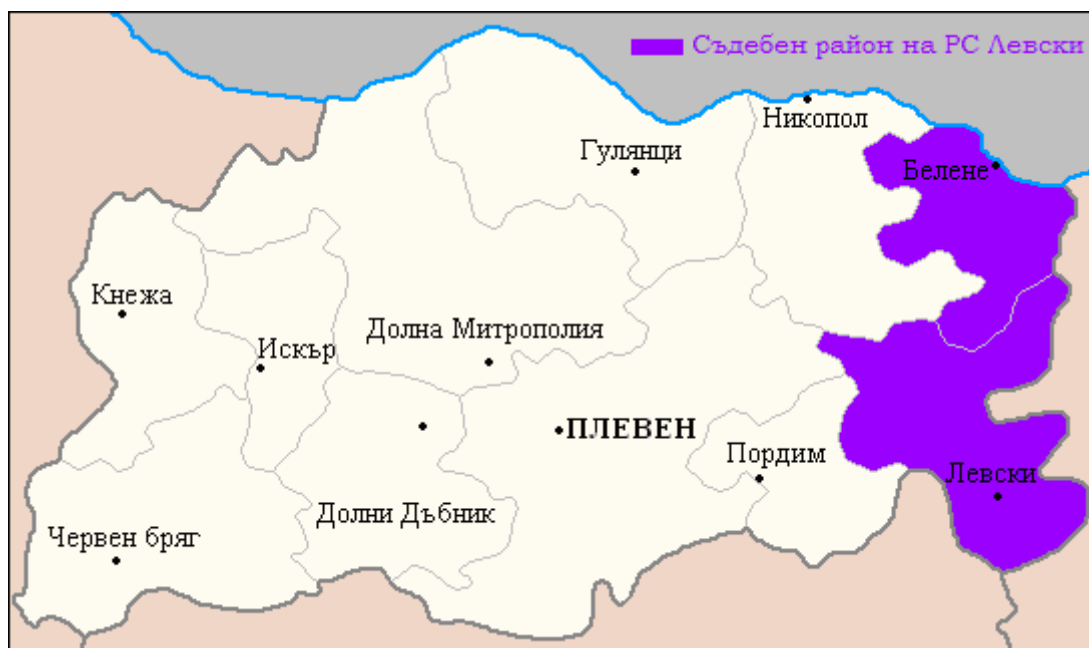 Съдебен район на РС Левски
Никопол
Гулянци
Белене
Кнежа
Долна Митрополия
Искър
ПЛЕВЕН
Пордим
Левски
Долни Дъбник
Червен бряг